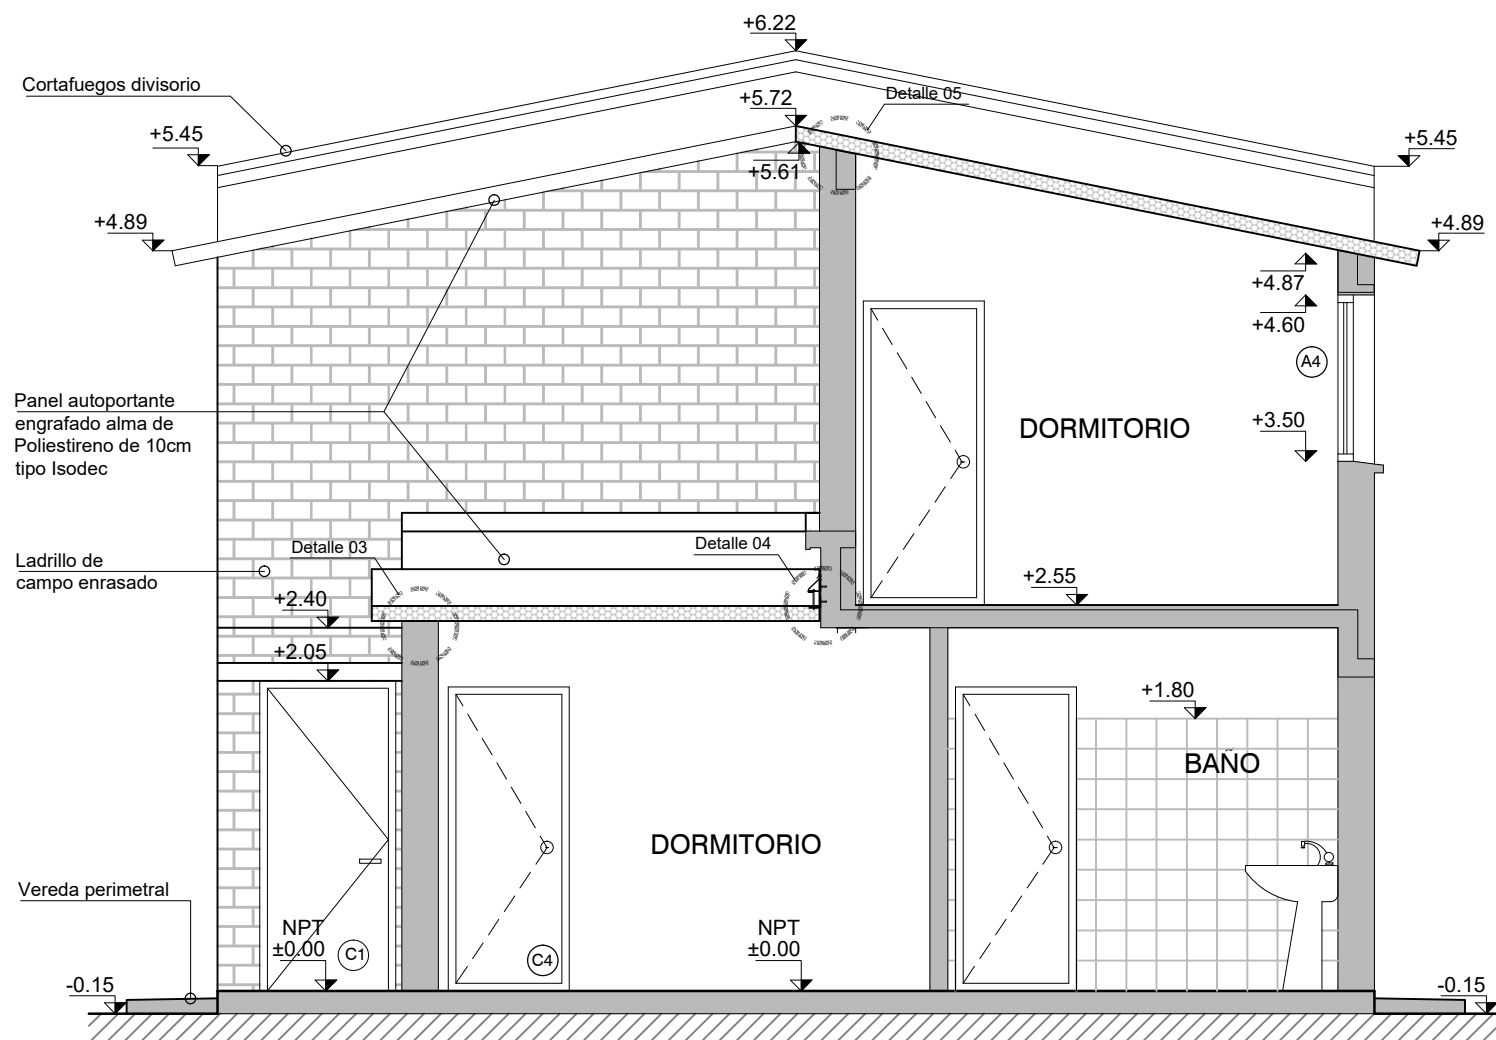 +6.22
Cortafuegos divisorio
+5.72
Detalle 05
+5.45
+5.45
+5.61
+4.89
+4.89
+4.87
+4.60
A4
Panel autoportante
engrafado alma de
Poliestireno de 10cm
tipo Isodec
DORMITORIO
+3.50
Detalle 03
Detalle 04
Ladrillo de
campo enrasado
+2.55
+2.40
+2.05
+1.80
BAÑO
DORMITORIO
Vereda perimetral
NPT
±0.00
C1
C4
NPT
±0.00
-0.15
-0.15